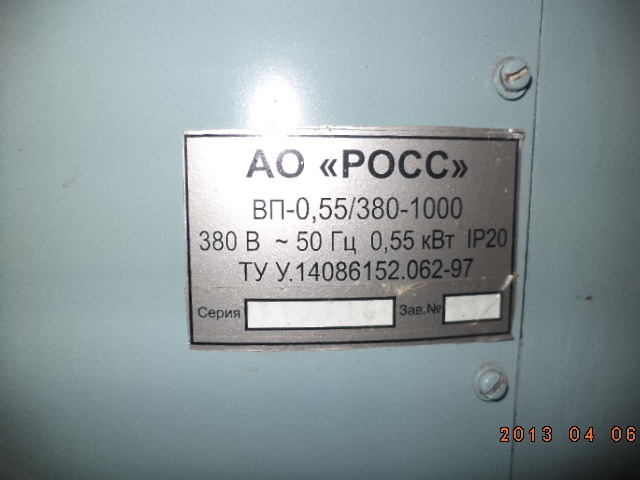 АО «РОСС»
ВП-0,55/380-1000
380 В ~ 50 Гц 0,55 кВт IP20
ТУ У.14086152.062-97
Серия Зав.№
2013 04 06